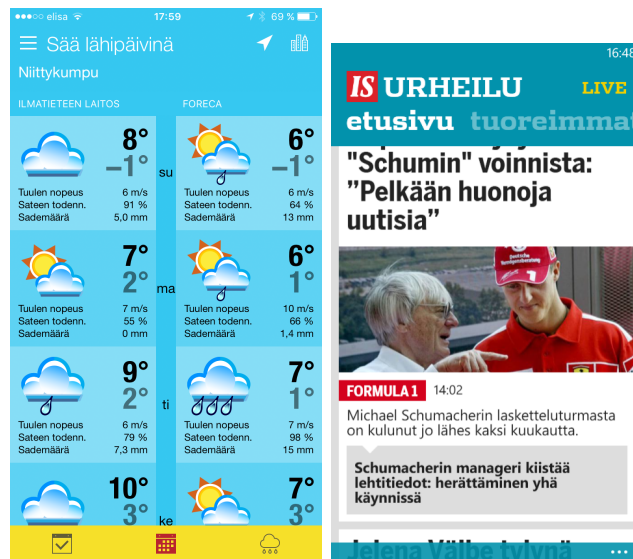 elisa 17:59 69 %
Sää lähipäivinä
Niittykumpu
ILMATIETEEN LAITOS FORECA
8° 6°
–1° su –1°
Tuulen nopeus 6 m/s Tuulen nopeus 6 m/s
Sateen todenn. 91 % Sateen todenn. 64 %
Sademäärä 5,0 mm Sademäärä 13 mm
7° 6°
2° ma 1°
Tuulen nopeus 7 m/s Tuulen nopeus 10 m/s
Sateen todenn. 55 % Sateen todenn. 66 %
Sademäärä 0 mm Sademäärä 1,4 mm
9° 7°
2° ti 1°
Tuulen nopeus 6 m/s Tuulen nopeus 7 m/s
Sateen todenn. 79 % Sateen todenn. 98 %
Sademäärä 7,3 mm Sademäärä 15 mm
10° 7°
3° ke 3°
16:48
IS URHEILU LIVE
etusivu tuoreimma
"Schumin" voinnista:
”Pelkään huonoja
uutisia”
FORMULA 1 14:02
Michael Schumacherin lasketteluturmasta
on kulunut jo lähes kaksi kuukautta.
Schumacherin manageri kiistää
lehtitiedot: herättäminen yhä
käynnissä
Jelena Välbe